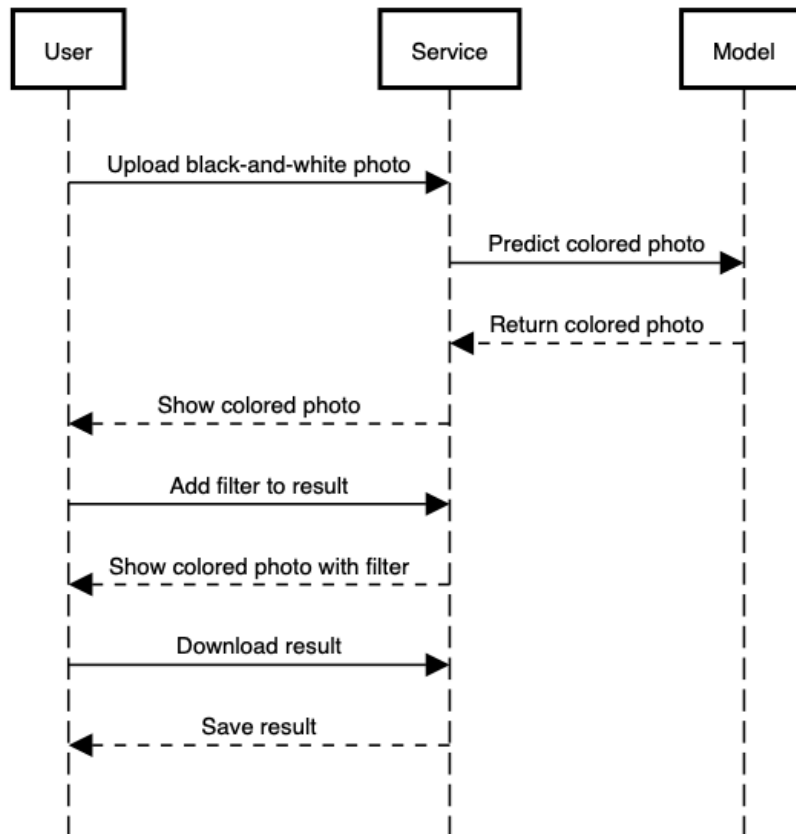 User
Service
Model
Upload black-and-white photo
Predict colored photo
Return colored photo
Show colored photo
Add filter to result
Show colored photo with filter
Download result
Save result